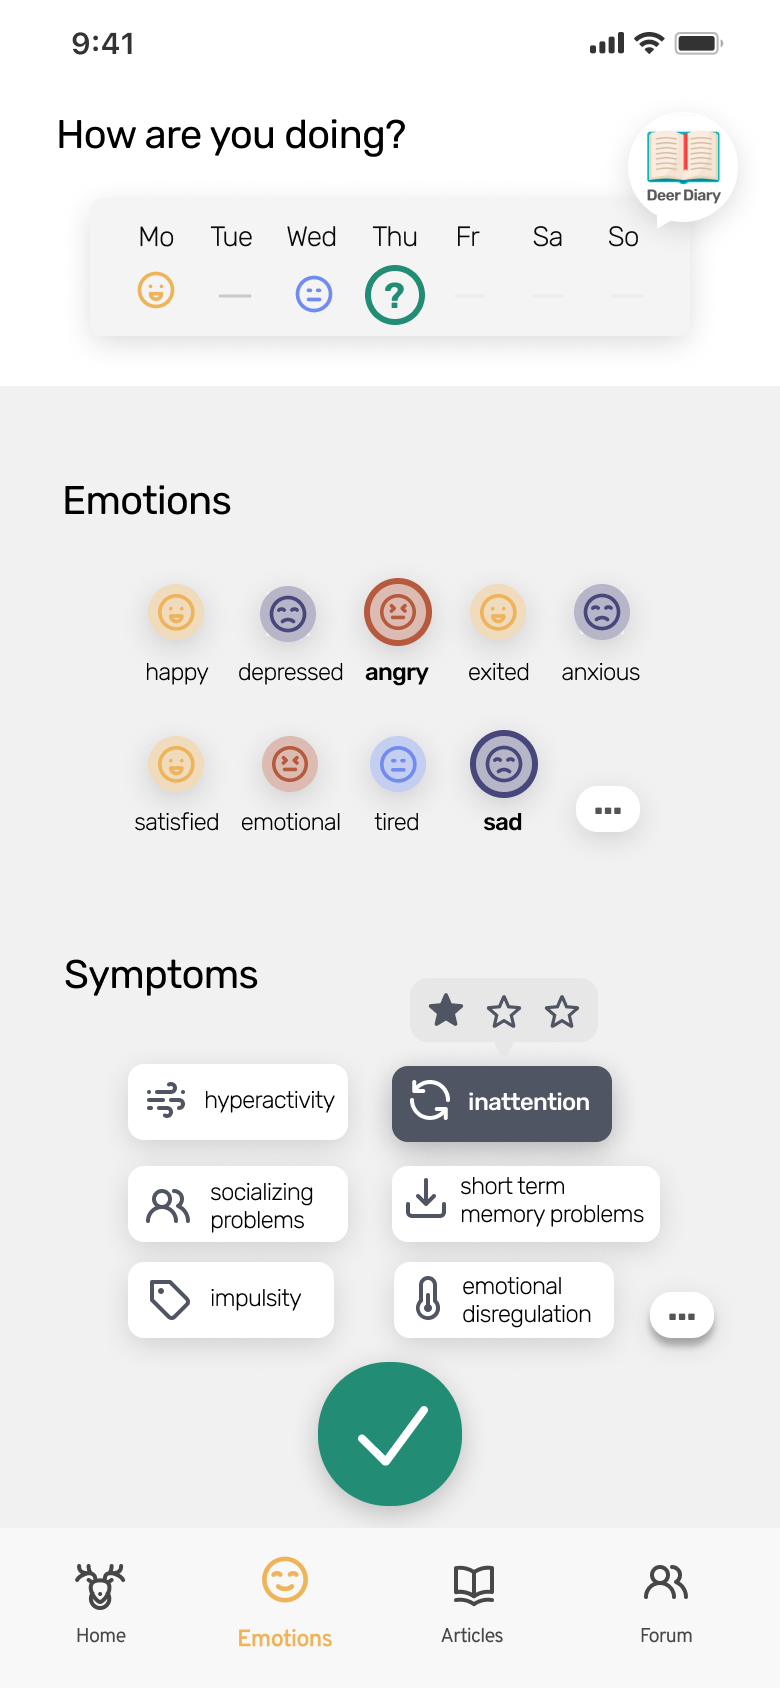 9:41
How are you doing?
Deer Diary
Mo Tue Wed Thu Fr Sa So
?
Emotions
happy depressed angry exited anxious
satisfied emotional tired sad
...
Symptoms
hyperactivity
inattention
socializing
problems
short term
memory problems
impulsity
emotional
disregulation
...
Home Emotions Articles Forum